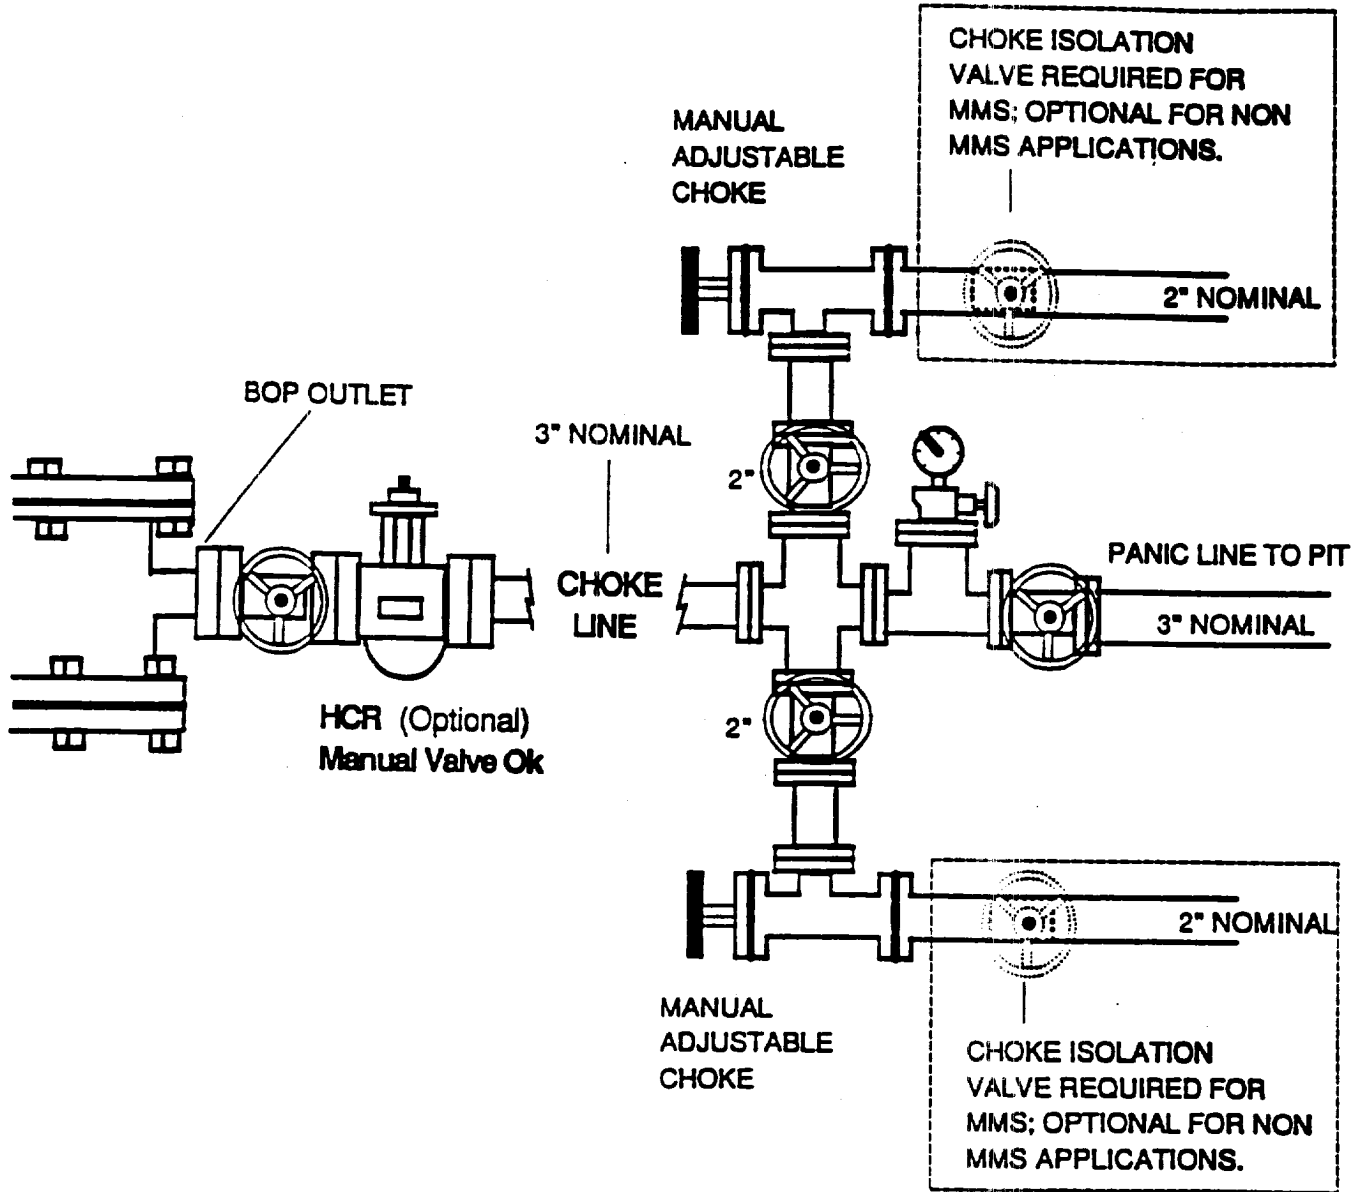 CHOKE ISOLATION
VALVE REQUIRED FOR
MMS; OPTIONAL FOR NON
MMS APPLICATIONS.
MANUAL
ADJUSTABLE
CHOKE
2" NOMINAL
BOP OUTLET
3" NOMINAL
2"
PANIC LINE TO PIT
CHOKE
LINE
3" NOMINAL
HCR (Optional)
Manual Valve Ok
2"
2" NOMINAL
MANUAL
ADJUSTABLE
CHOKE
CHOKE ISOLATION
VALVE REQUIRED FOR
MMS; OPTIONAL FOR NON
MMS APPLICATIONS.